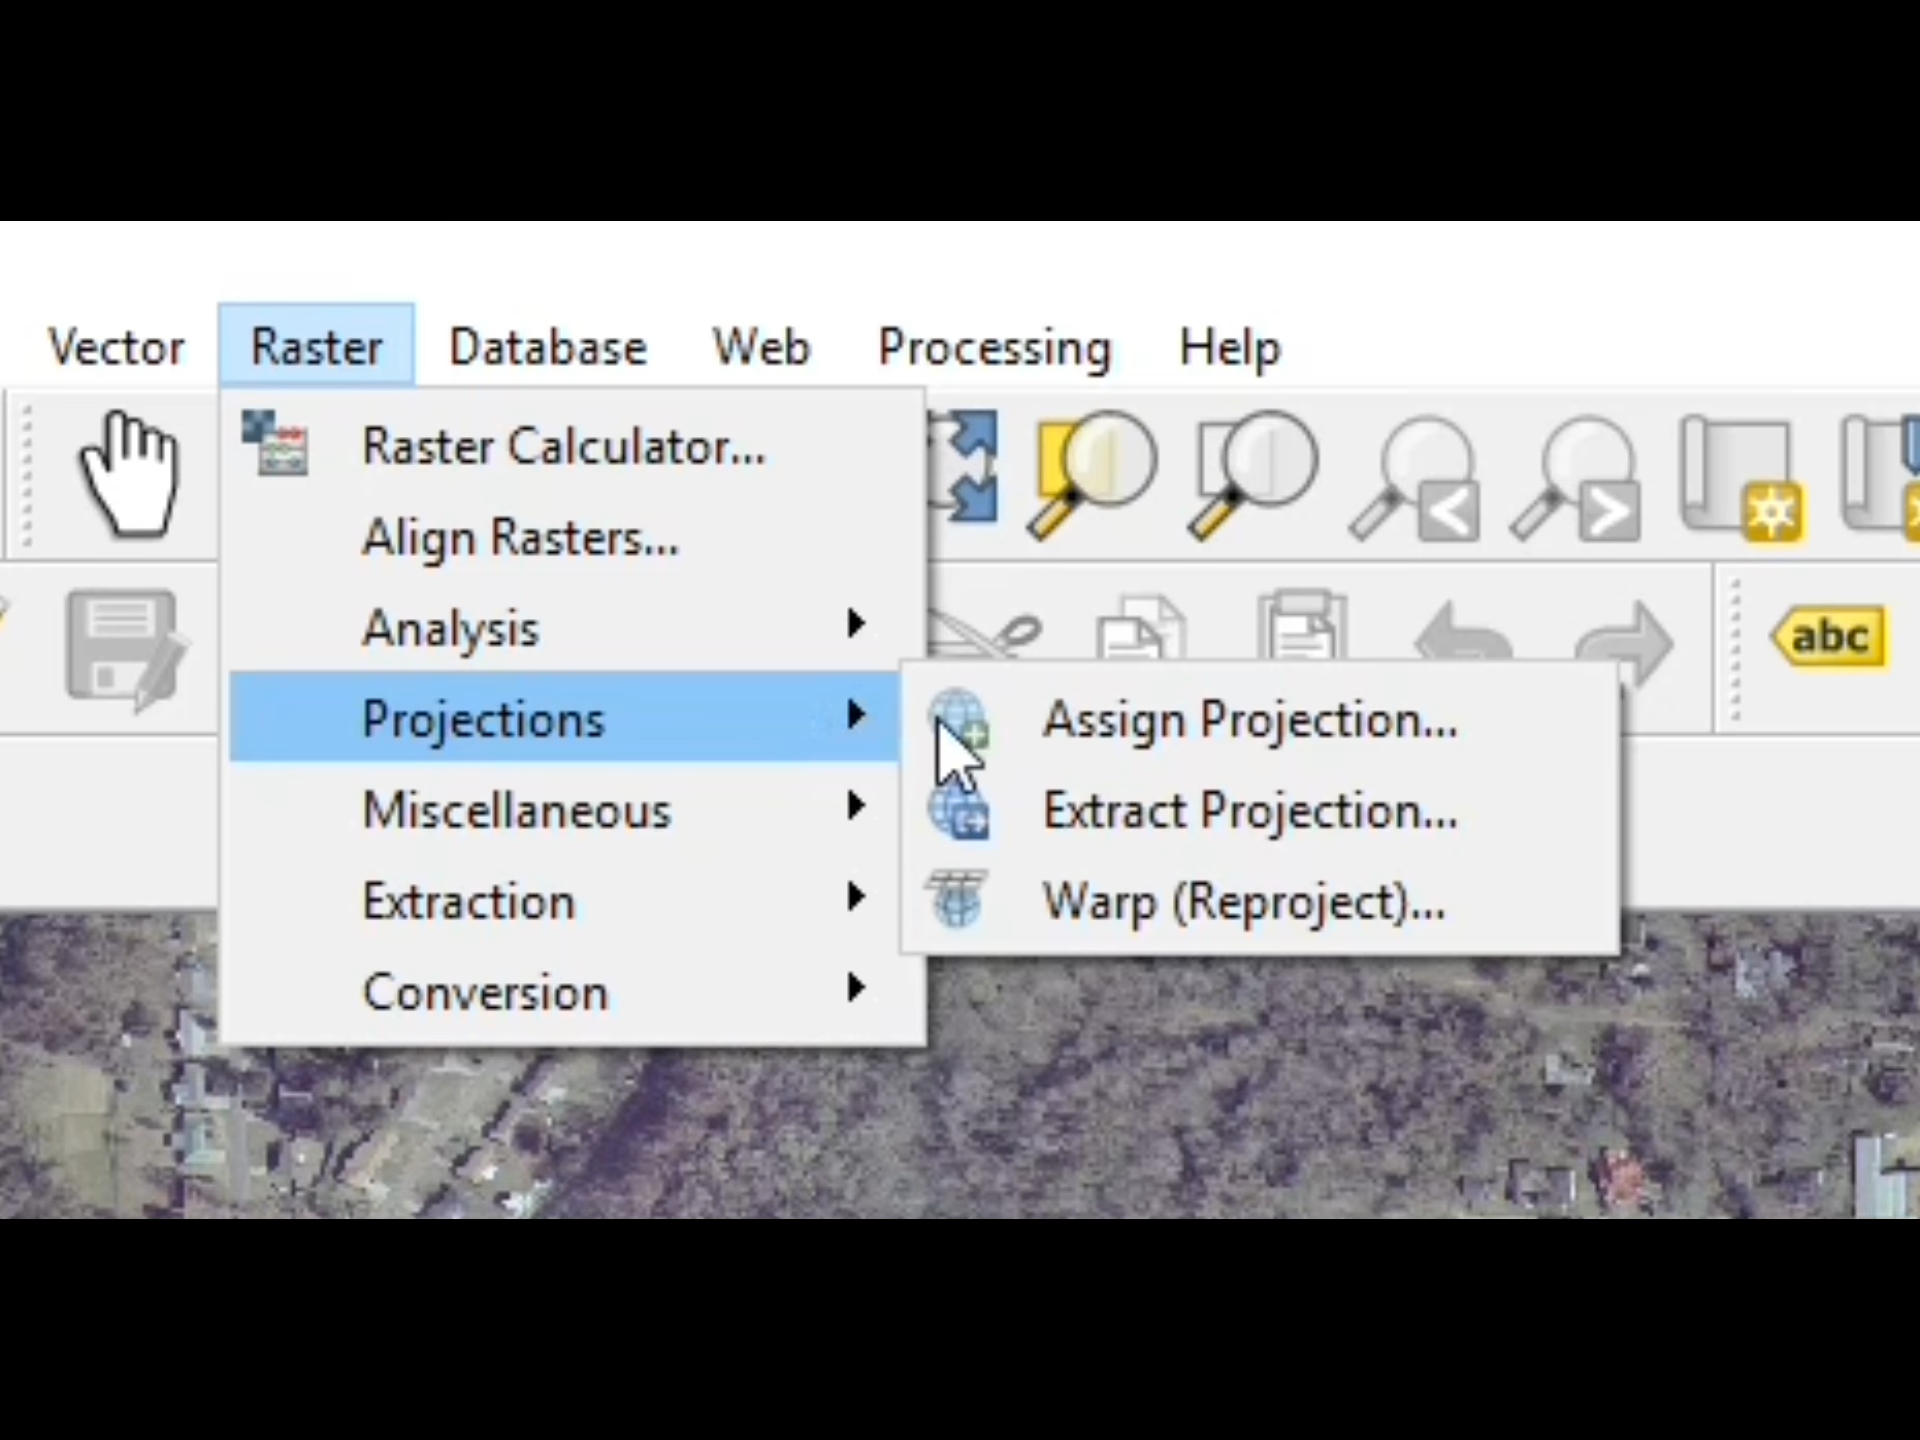 Vector Raster Database Web Processing Help
Raster Calculator...
Align Rasters...
Analysis
abc
Projections
Assign Projection...
Miscellaneous
Extract Projection...
Extraction
Warp (Reproject)...
Conversion